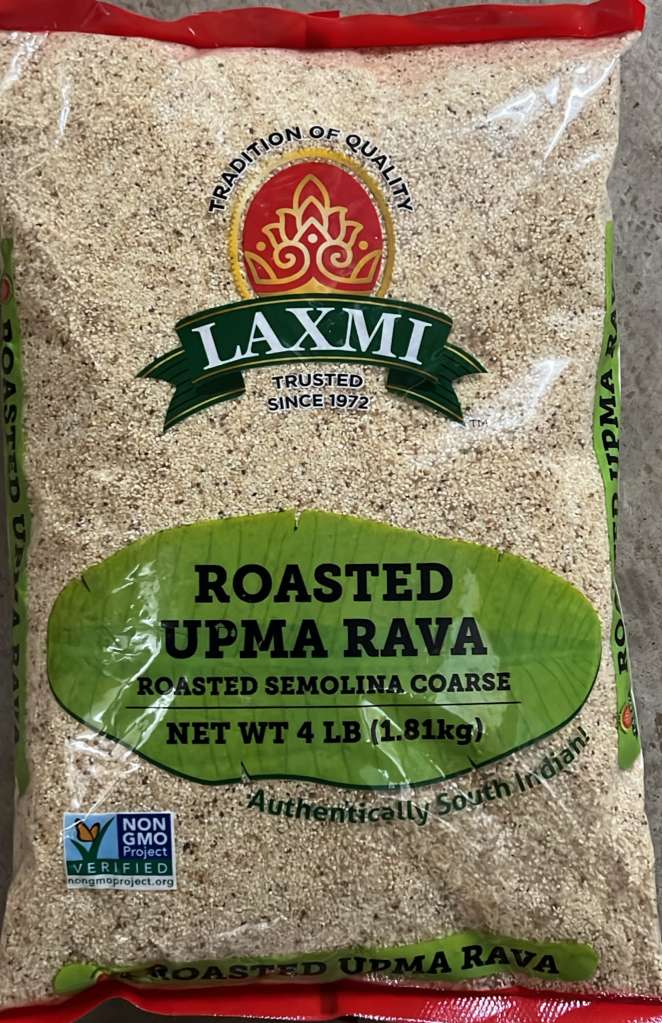 TRADITION OF QUALITY
LAXMI
TRUSTED
SINCE 1972
TM
ROASTED
UPMA RAVA
ROASTED SEMOLINA COARSE
NET WT 4 LB (1.81kg)
Authentically South Indian!
NON
GMO
Project
VERIFIED
nongmoproject.org
ROASTED UPMA RAVA
ROASTED UPMA RAVA
ROASTED UPMA RAVA